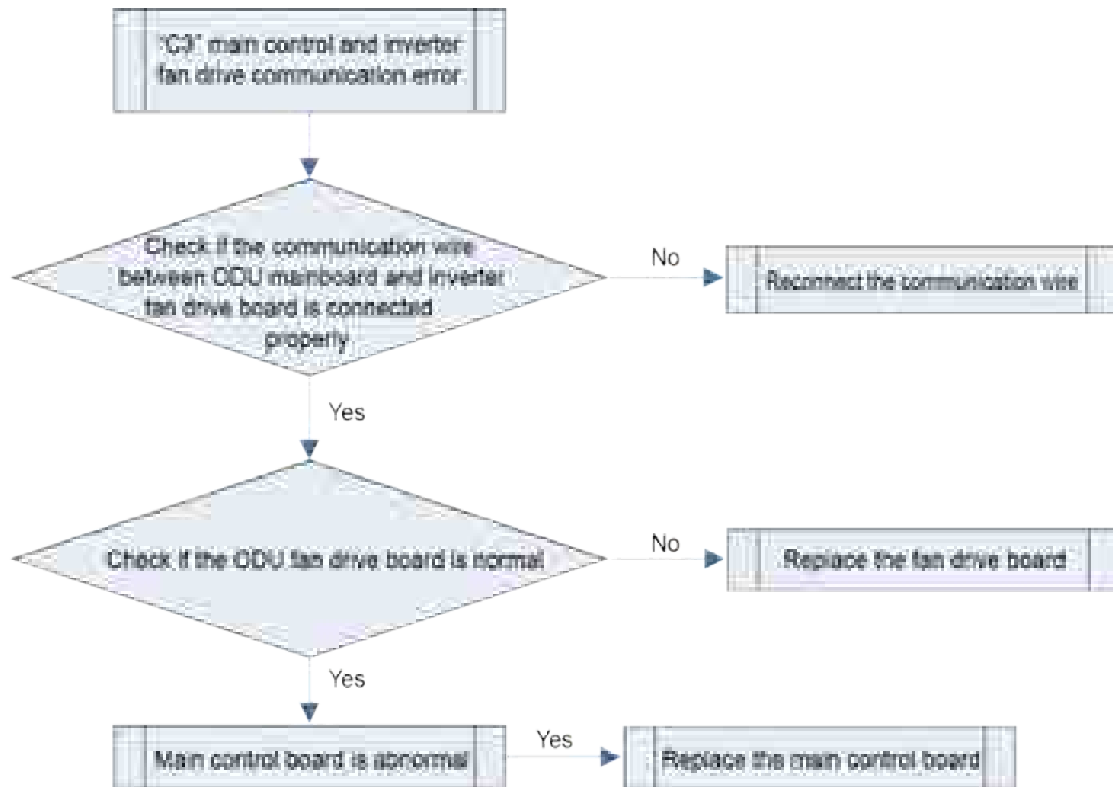 main control and inverter
fan drive communication error
Check if the communication wire
between ODU mainboard and inverter
fan drive board is connected
properly
No
Reconnect the communication wire
Yes
Check if the ODU fan drive board is normal
No
Replace the fan drive board
Yes
Main control board is abnormal
Yes
Replace the main control board